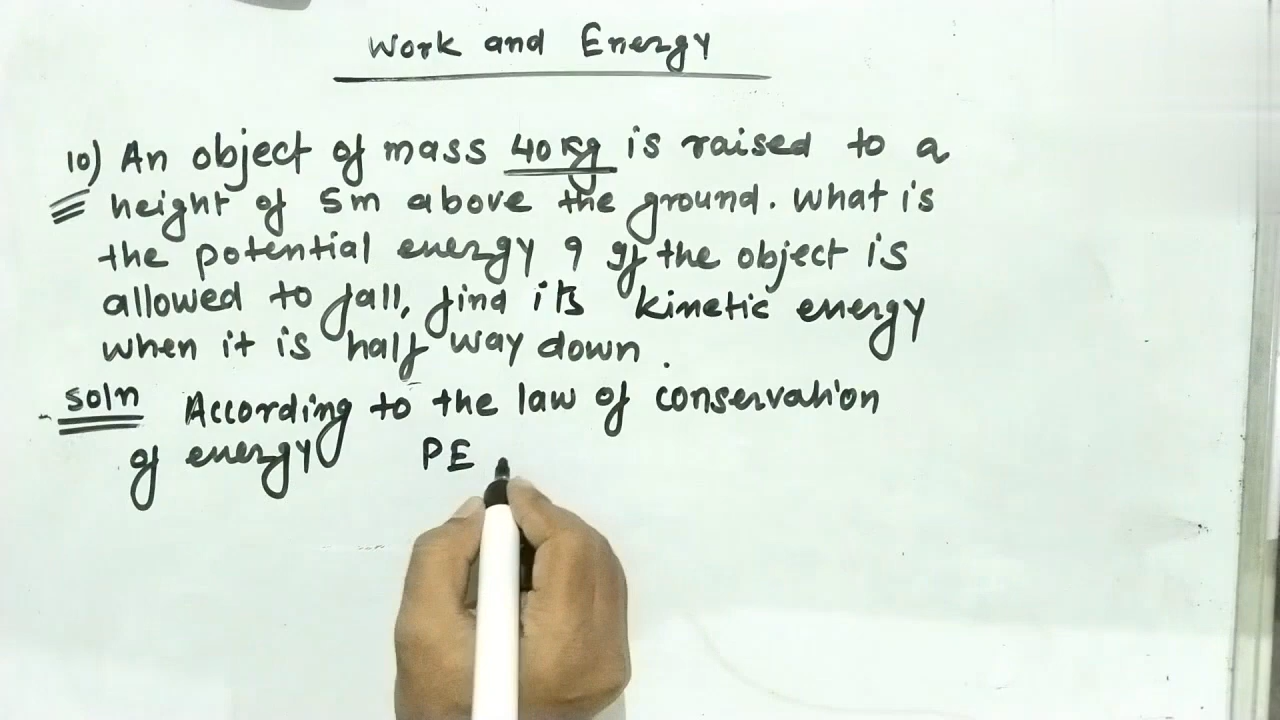 Work and Energy
10) An object of mass 40 kg is raised to a
height of 5m above the ground. What is
the potential energy ? If the object is
allowed to fall, find its kinetic energy
when it is half way down.
Soln According to the law of conservation
of energy PE